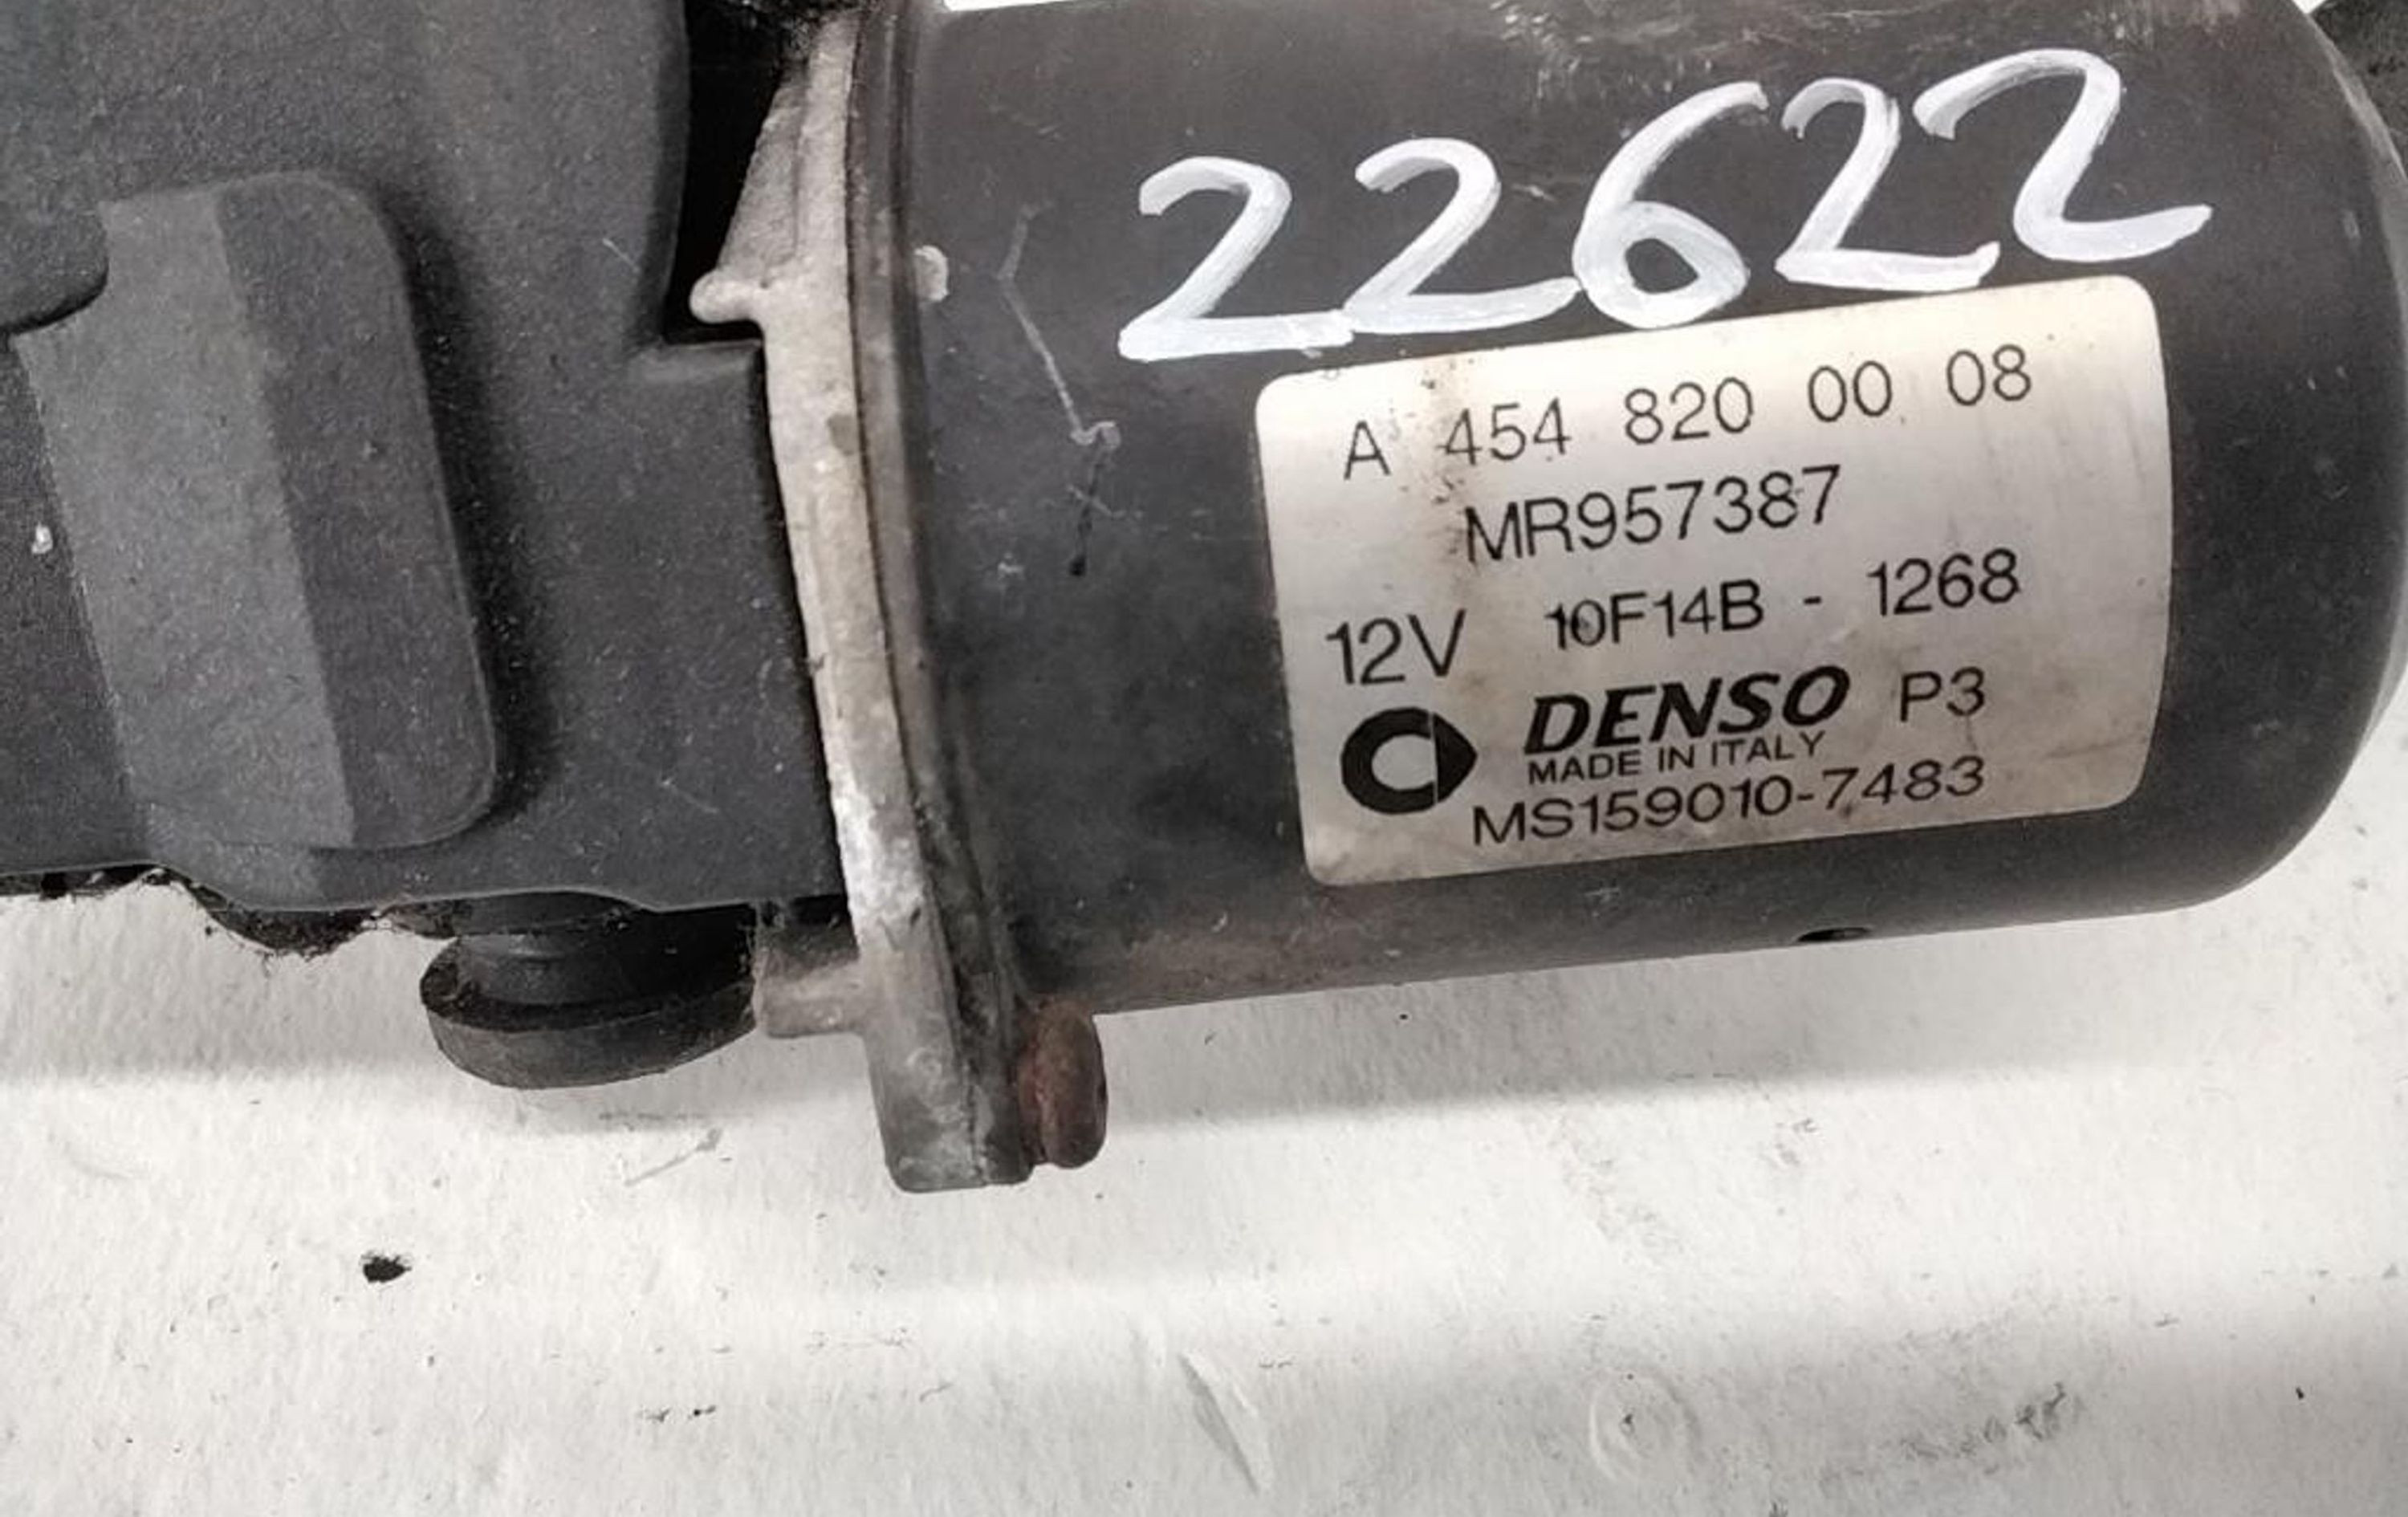 22622
A 454 820 00 08
MR957387
12V 10F14B - 1268
DENSO P3
MADE IN ITALY
MS159010-7483